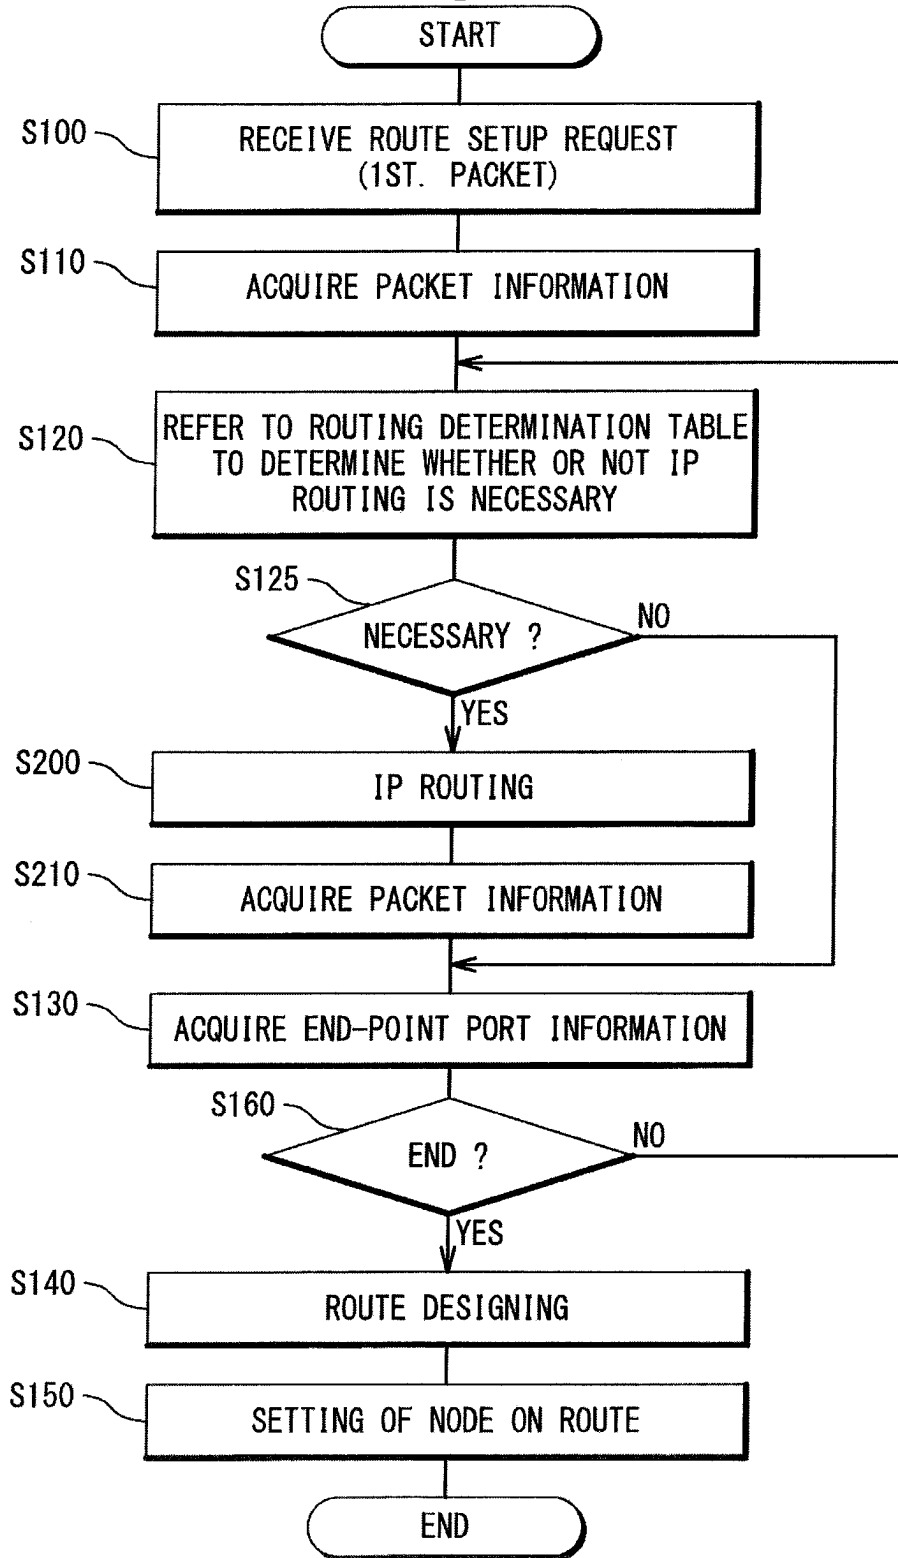 START
S100
RECEIVE ROUTE SETUP REQUEST
(1ST. PACKET)
S110
ACQUIRE PACKET INFORMATION
S120
REFER TO ROUTING DETERMINATION TABLE
TO DETERMINE WHETHER OR NOT IP
ROUTING IS NECESSARY
S125
NECESSARY ?
NO
YES
S200
IP ROUTING
S210
ACQUIRE PACKET INFORMATION
S130
ACQUIRE END-POINT PORT INFORMATION
S160
END ?
NO
YES
S140
ROUTE DESIGNING
S150
SETTING OF NODE ON ROUTE
END